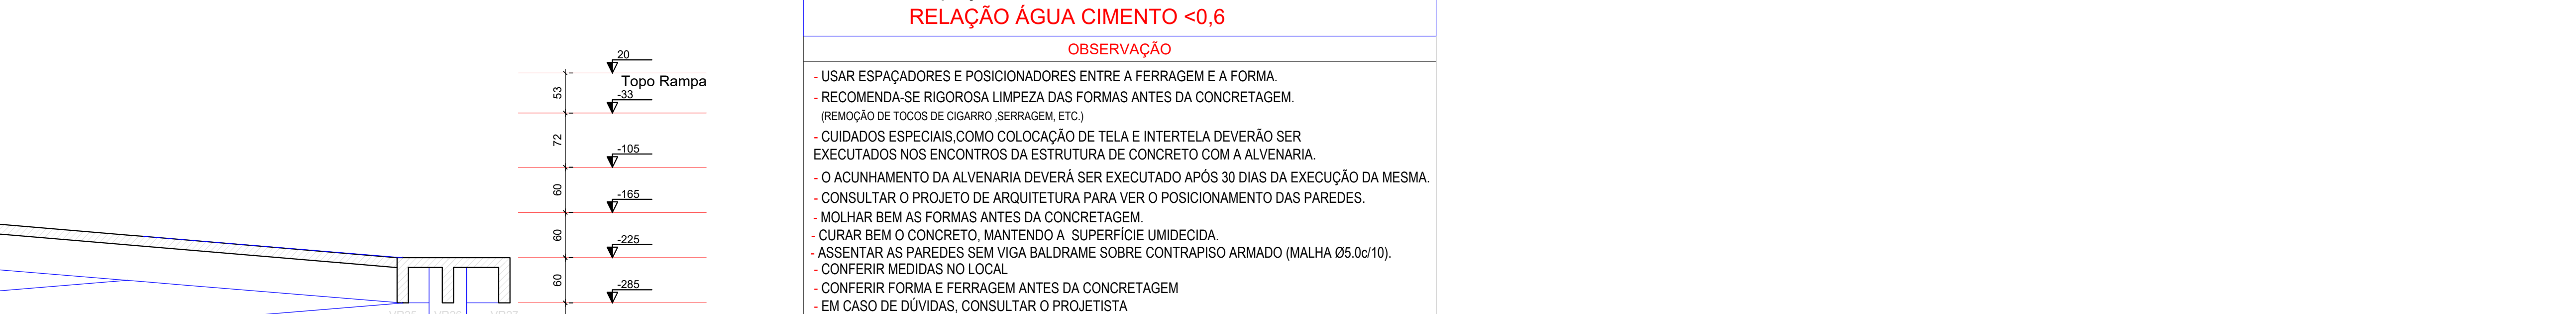 RELAÇÃO ÁGUA CIMENTO <0,6
OBSERVAÇÃO
- USAR ESPAÇADORES E POSICIONADORES ENTRE A FERRAGEM E A FORMA.
- RECOMENDA-SE RIGOROSA LIMPEZA DAS FORMAS ANTES DA CONCRETAGEM.
(REMOÇÃO DE TOCOS DE CIGARRO ,SERRAGEM, ETC.)
- CUIDADOS ESPECIAIS,COMO COLOCAÇÃO DE TELA E INTERTELA DEVERÃO SER
EXECUTADOS NOS ENCONTROS DA ESTRUTURA DE CONCRETO COM A ALVENARIA.
- O ACUNHAMENTO DA ALVENARIA DEVERÁ SER EXECUTADO APÓS 30 DIAS DA EXECUÇÃO DA MESMA.
- CONSULTAR O PROJETO DE ARQUITETURA PARA VER O POSICIONAMENTO DAS PAREDES.
- MOLHAR BEM AS FORMAS ANTES DA CONCRETAGEM.
- CURAR BEM O CONCRETO, MANTENDO A SUPERFÍCIE UMIDECIDA.
- ASSENTAR AS PAREDES SEM VIGA BALDRAME SOBRE CONTRAPISO ARMADO (MALHA Ø5.0c/10).
- CONFERIR MEDIDAS NO LOCAL
- CONFERIR FORMA E FERRAGEM ANTES DA CONCRETAGEM
- EM CASO DE DÚVIDAS, CONSULTAR O PROJETISTA
20
Topo Rampa
53
-33
72
-105
60
-165
60
-225
60
-285